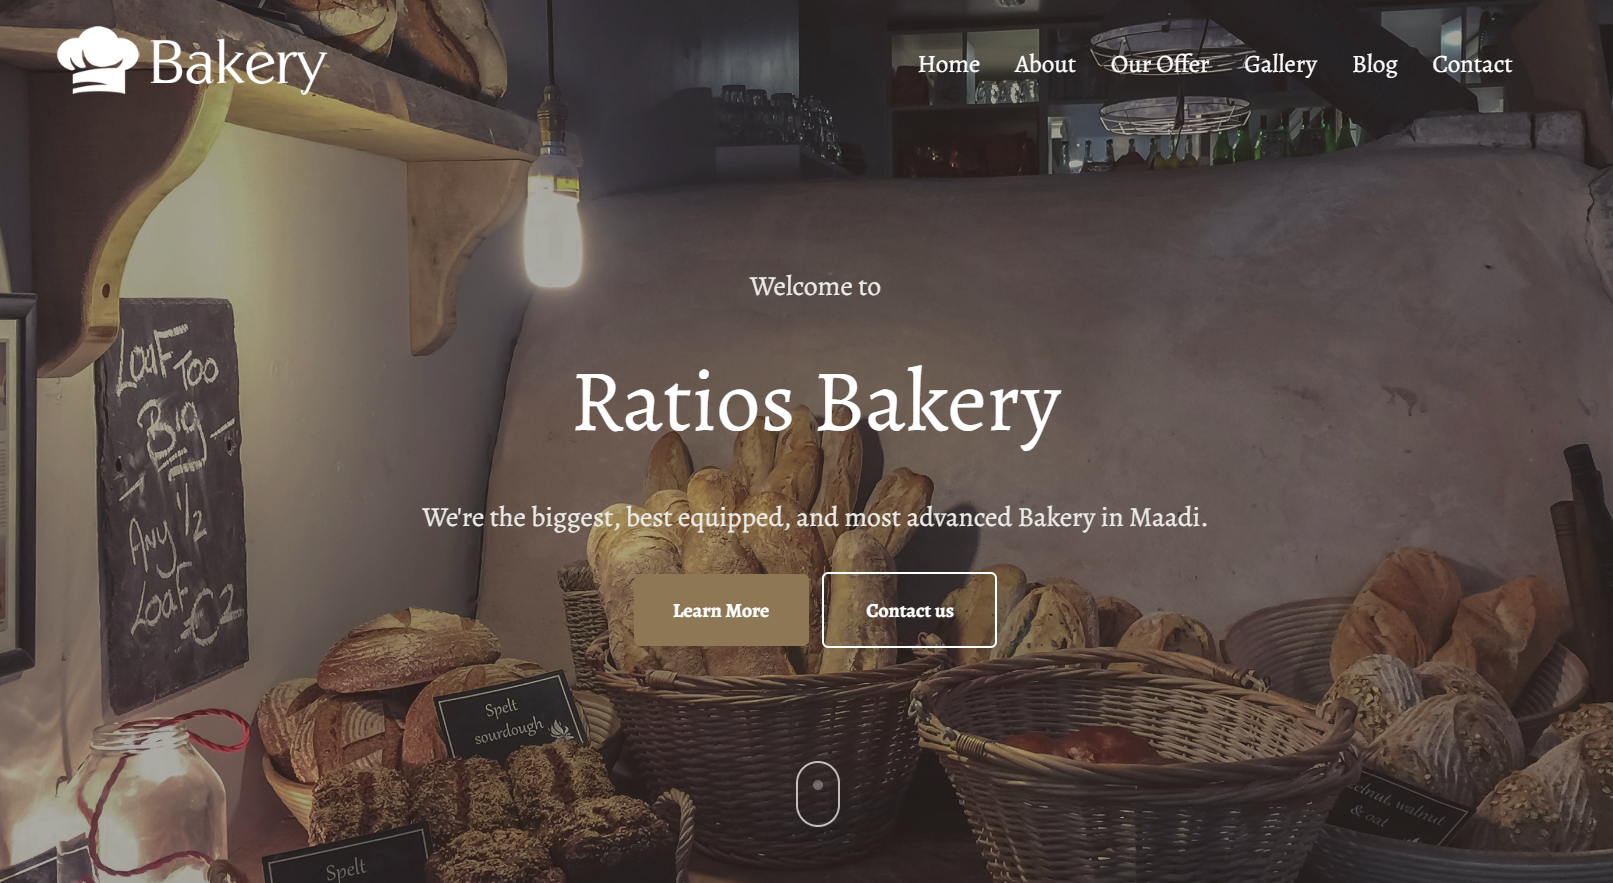 Bakery
Home About Our Offer Gallery Blog Contact
Welcome to
Ratios Bakery
We're the biggest, best equipped, and most advanced Bakery in Maadi.
Learn More
Contact us
Loaf Too
Big
Any 1/2
Loaf €2
Spelt
sourdough
Spelt
walnut
& oat